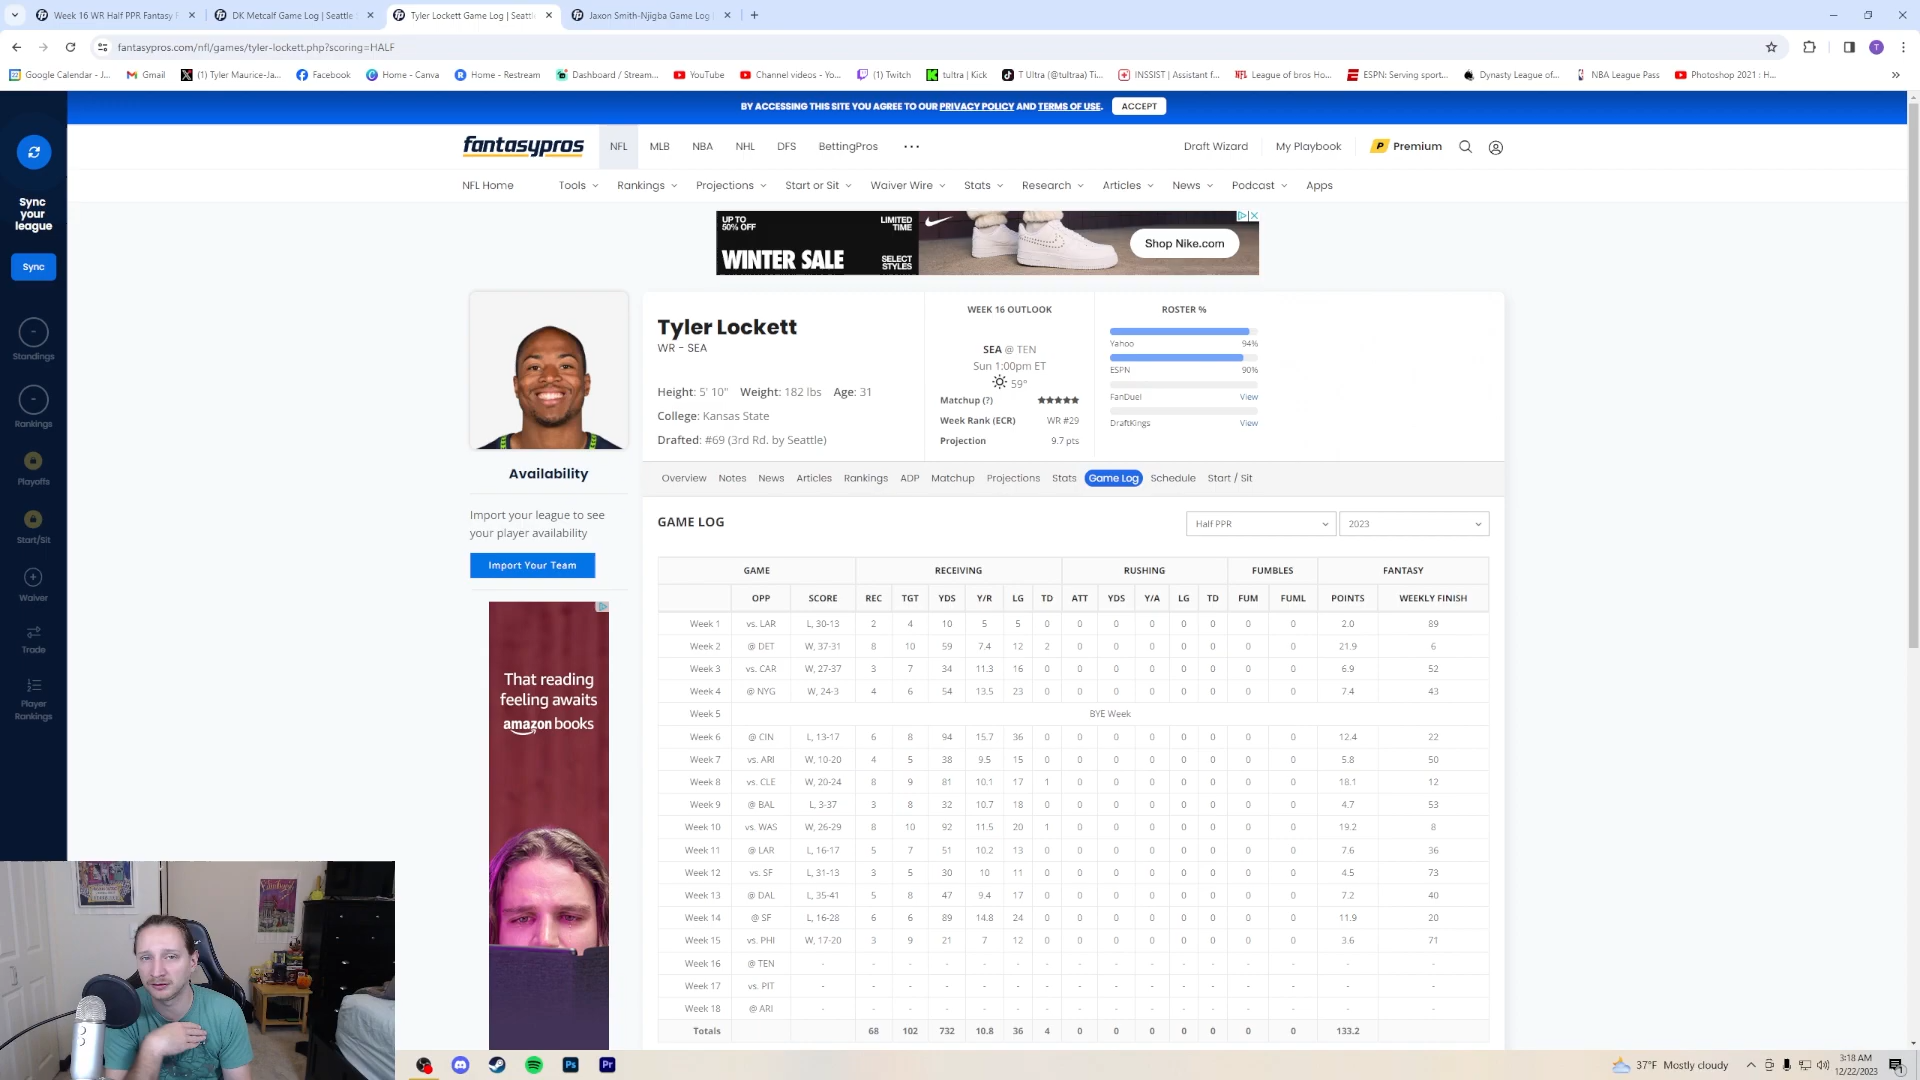 Week 16 WR Half PPR Fantasy F
DK Metcalf Game Log | Seattle
Tyler Lockett Game Log | Seattl
Jaxon Smith-Njigba Game Log
fantasypros.com/nfl/games/tyler-lockett.php?scoring=HALF
Google Calendar - J... Gmail (1) Tyler Maurice-Ja... Facebook Home - Canva Home - Restream Dashboard / Stream... YouTube Channel videos - Yo... (1) Twitch tultra | Kick T Ultra (@tultraa) Ti... INSSIST | Assistant f... League of bros Ho... ESPN: Serving sport... Dynasty League of... NBA League Pass Photoshop 2021 : H...
BY ACCESSING THIS SITE YOU AGREE TO OUR PRIVACY POLICY AND TERMS OF USE. ACCEPT
fantasypros NFL MLB NBA NHL DFS BettingPros ... Draft Wizard My Playbook P Premium
NFL Home Tools Rankings Projections Start or Sit Waiver Wire Stats Research Articles News Podcast Apps
Sync
your
league
Sync
Standings
Rankings
Playoffs
Start/Sit
Waiver
Trade
Player
Rankings
UP TO
50% OFF
LIMITED
TIME
WINTER SALE
SELECT
STYLES
Shop Nike.com
Tyler Lockett
WR - SEA
Height: 5' 10" Weight: 182 lbs Age: 31
College: Kansas State
Drafted: #69 (3rd Rd. by Seattle)
WEEK 16 OUTLOOK
SEA @ TEN
Sun 1:00pm ET
59°
Matchup (?) ★★★★★
Week Rank (ECR) WR #29
Projection 9.7 pts
ROSTER %
Yahoo 94%
ESPN 90%
FanDuel View
DraftKings View
Availability
Import your league to see
your player availability
Import Your Team
Overview Notes News Articles Rankings ADP Matchup Projections Stats Game Log Schedule Start / Sit
GAME LOG Half PPR 2023
GAME RECEIVING RUSHING FUMBLES FANTASY
OPP SCORE REC TGT YDS Y/R LG TD ATT YDS Y/A LG TD FUM FUML POINTS WEEKLY FINISH
Week 1 vs. LAR L, 30-13 2 4 10 5 5 0 0 0 0 0 0 0 0 2.0 89
Week 2 @ DET W, 37-31 8 10 59 7.4 12 2 0 0 0 0 0 0 0 21.9 6
Week 3 vs. CAR W, 27-37 3 7 34 11.3 16 0 0 0 0 0 0 0 0 6.9 52
Week 4 @ NYG W, 24-3 4 6 54 13.5 23 0 0 0 0 0 0 0 0 7.4 43
Week 5 BYE Week
Week 6 @ CIN L, 13-17 6 8 94 15.7 36 0 0 0 0 0 0 0 0 12.4 22
Week 7 vs. ARI W, 10-20 4 5 38 9.5 15 0 0 0 0 0 0 0 0 5.8 50
Week 8 vs. CLE W, 20-24 8 9 81 10.1 17 1 0 0 0 0 0 0 0 18.1 12
Week 9 @ BAL L, 3-37 3 8 32 10.7 18 0 0 0 0 0 0 0 0 4.7 53
Week 10 vs. WAS W, 26-29 8 10 92 11.5 20 1 0 0 0 0 0 0 0 19.2 8
Week 11 @ LAR L, 16-17 5 7 51 10.2 13 0 0 0 0 0 0 0 0 7.6 36
Week 12 vs. SF L, 31-13 3 5 30 10 11 0 0 0 0 0 0 0 0 4.5 73
Week 13 @ DAL L, 35-41 5 8 47 9.4 17 0 0 0 0 0 0 0 0 7.2 40
Week 14 @ SF L, 16-28 6 6 89 14.8 24 0 0 0 0 0 0 0 0 11.9 20
Week 15 vs. PHI W, 17-20 3 9 21 7 12 0 0 0 0 0 0 0 0 3.6 71
Week 16 @ TEN - - - - - - - - - - - - - - - -
Week 17 vs. PIT - - - - - - - - - - - - - - - -
Week 18 @ ARI - - - - - - - - - - - - - - - -
Totals 68 102 732 10.8 36 4 0 0 0 0 0 0 0 133.2
That reading
feeling awaits
amazon books
37°F Mostly cloudy
3:18 AM
12/22/2023